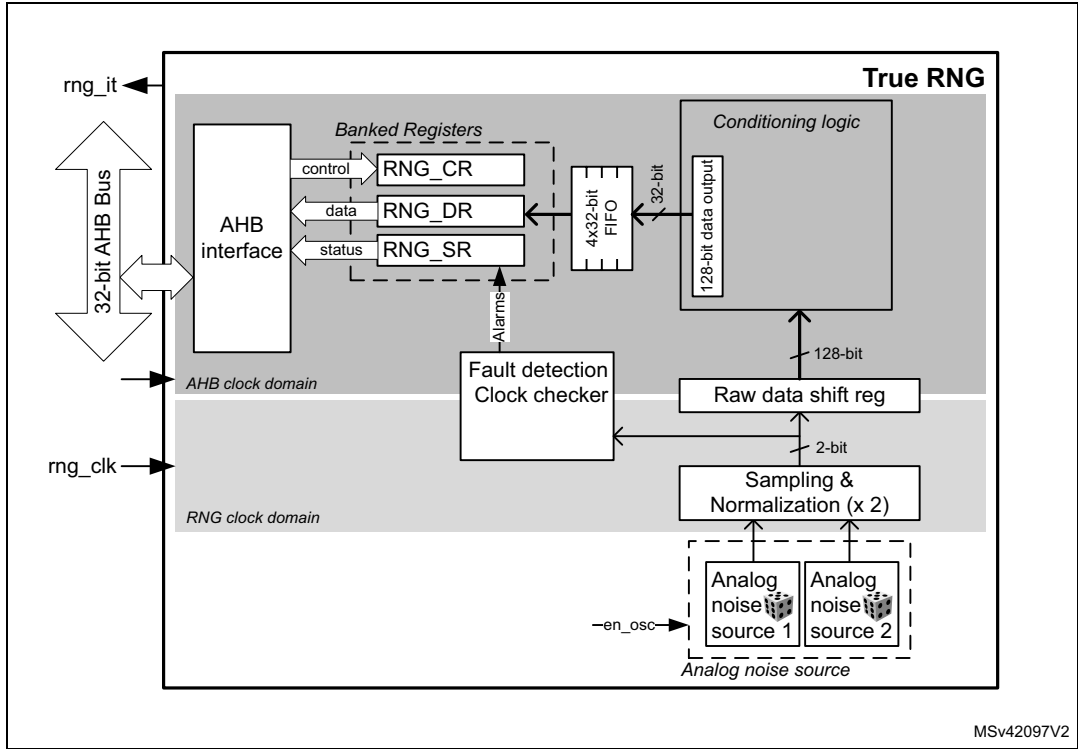 True RNG
rng_it
32-bit AHB Bus
AHB
interface
Banked Registers
control
RNG_CR
data
RNG_DR
status
RNG_SR
4x32-bit
FIFO
32-bit
Conditioning logic
128-bit data output
Alarms
128-bit
AHB clock domain
Fault detection
Clock checker
Raw data shift reg
rng_clk
2-bit
Sampling &
Normalization (x 2)
RNG clock domain
en_osc
Analog
noise
source 1
Analog
noise
source 2
Analog noise source
MSv42097V2